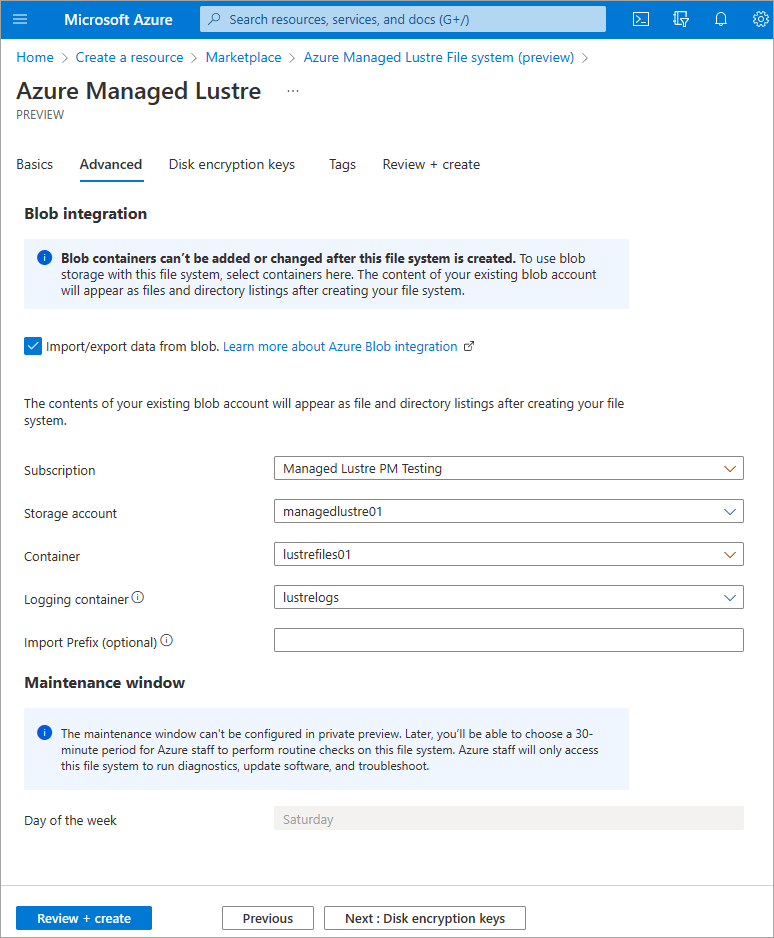 Microsoft Azure
Search resources, services, and docs (G+/)
Home > Create a resource > Marketplace > Azure Managed Lustre File system (preview) >
Azure Managed Lustre ...
PREVIEW
Basics Advanced Disk encryption keys Tags Review + create
Blob integration
Blob containers can't be added or changed after this file system is created. To use blob
storage with this file system, select containers here. The content of your existing blob account
will appear as files and directory listings after creating your file system.
Import/export data from blob. Learn more about Azure Blob integration
The contents of your existing blob account will appear as file and directory listings after creating your file
system.
Subscription Managed Lustre PM Testing
Storage account managedlustre01
Container lustrefiles01
Logging container lustrelogs
Import Prefix (optional)
Maintenance window
The maintenance window can't be configured in private preview. Later, you'll be able to choose a 30-
minute period for Azure staff to perform routine checks on this file system. Azure staff will only access
this file system to run diagnostics, update software, and troubleshoot.
Day of the week Saturday
Review + create Previous Next : Disk encryption keys